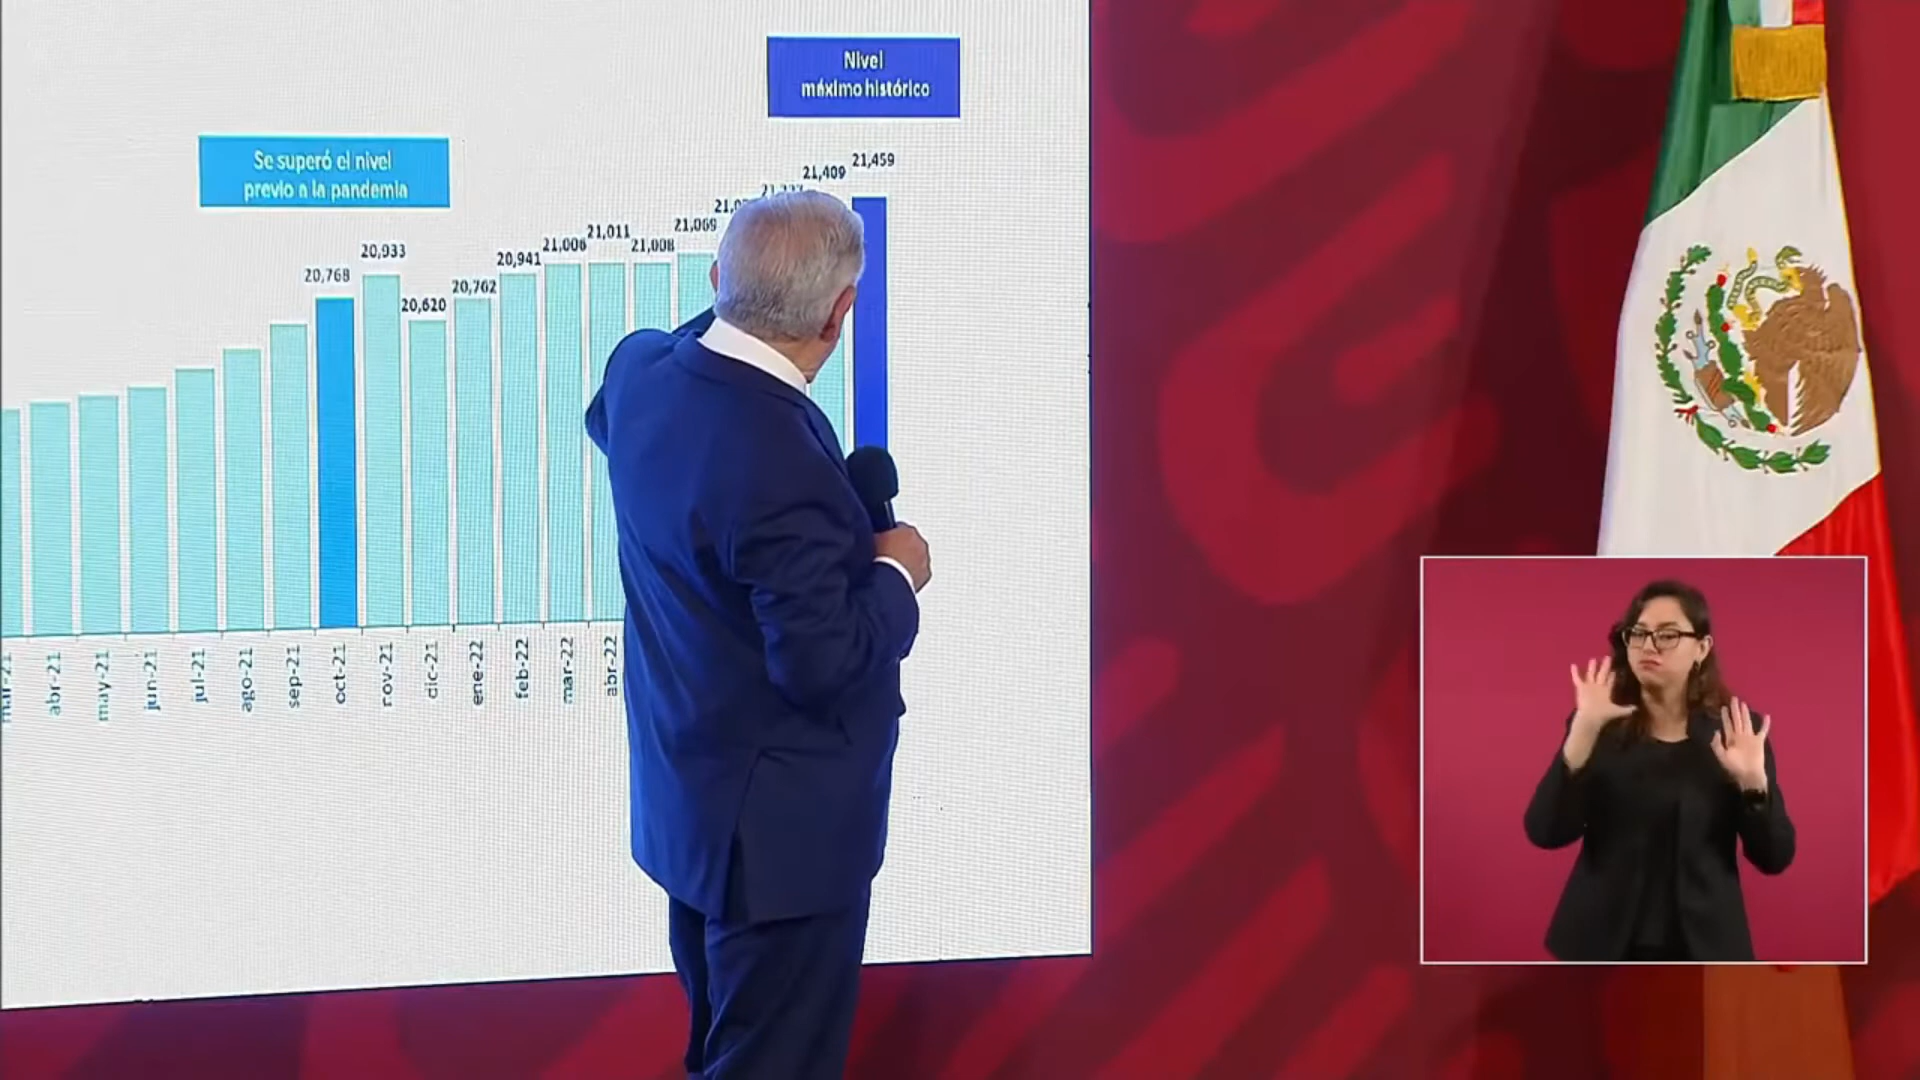 Nivel
máximo histórico
Se superó el nivel
previo a la pandemia
20,768
20,933
20,620
20,762
20,941
21,006
21,011
21,008
21,069
21,409
21,459
abr-21
may-21
jun-21
jul-21
ago-21
sep-21
oct-21
nov-21
dic-21
ene-22
feb-22
mar-22
abr-22